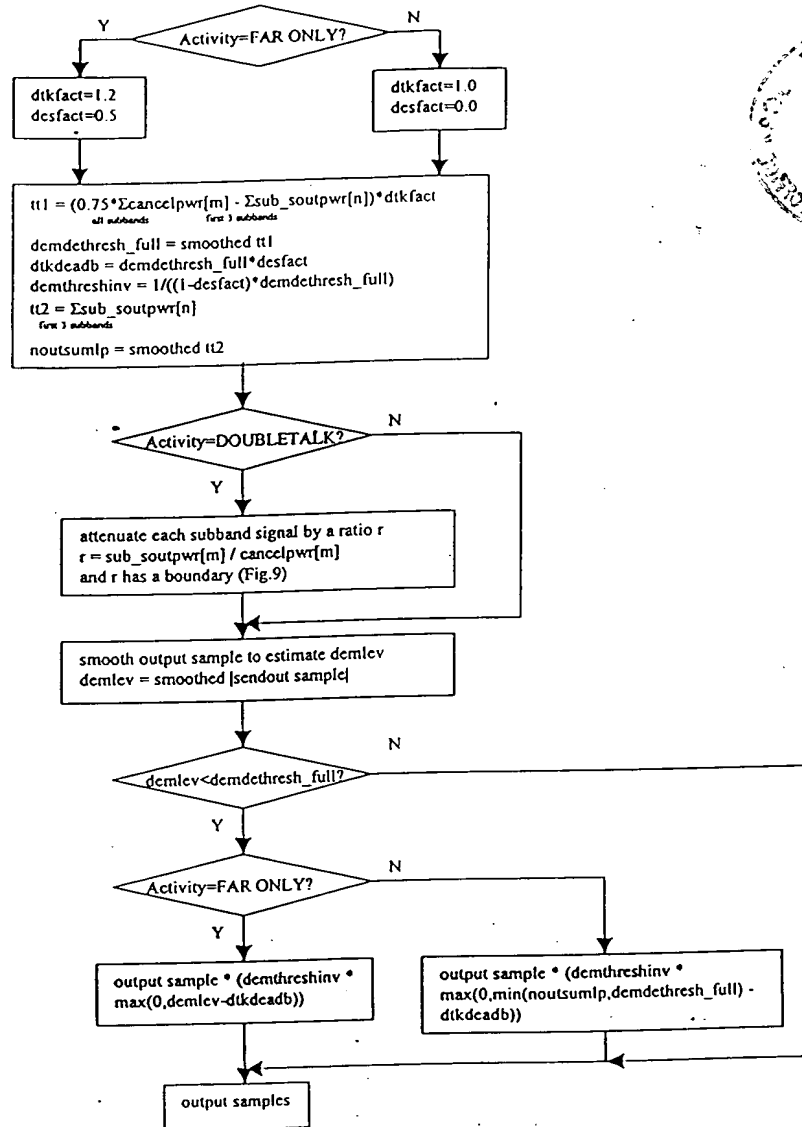 Activity=FAR ONLY?
Y
N
dtkfact=1.2
desfact=0.5
dtkfact=1.0
desfact=0.0
tt1 = (0.75*Σcancelpwr[m] - Σsub_soutpwr[n])*dtkfact
all subbands first 3 subbands
demdethresh_full = smoothed tt1
dtkdeadb = demdethresh_full*desfact
demthreshinv = 1/((1-desfact)*demdethresh_full)
tt2 = Σsub_soutpwr[n}
first 3 subbands
noutsumlp = smoothed tt2
Activity=DOUBLETALK?
N
Y
attenuate each subband signal by a ratio r
r = sub_soutpwr[m] / cancelpwr[m]
and r has a boundary (Fig.9)
smooth output sample to estimate demlev
demlev = smoothed |sendout sample|
demlev<demdethresh_full?
N
Y
Activity=FAR ONLY?
N
Y
output sample * (demthreshinv *
max(0,demlev-dtkdeadb))
output sample * (demthreshinv *
max(0,min(noutsumlp,demdethresh_full) -
dtkdeadb))
output samples